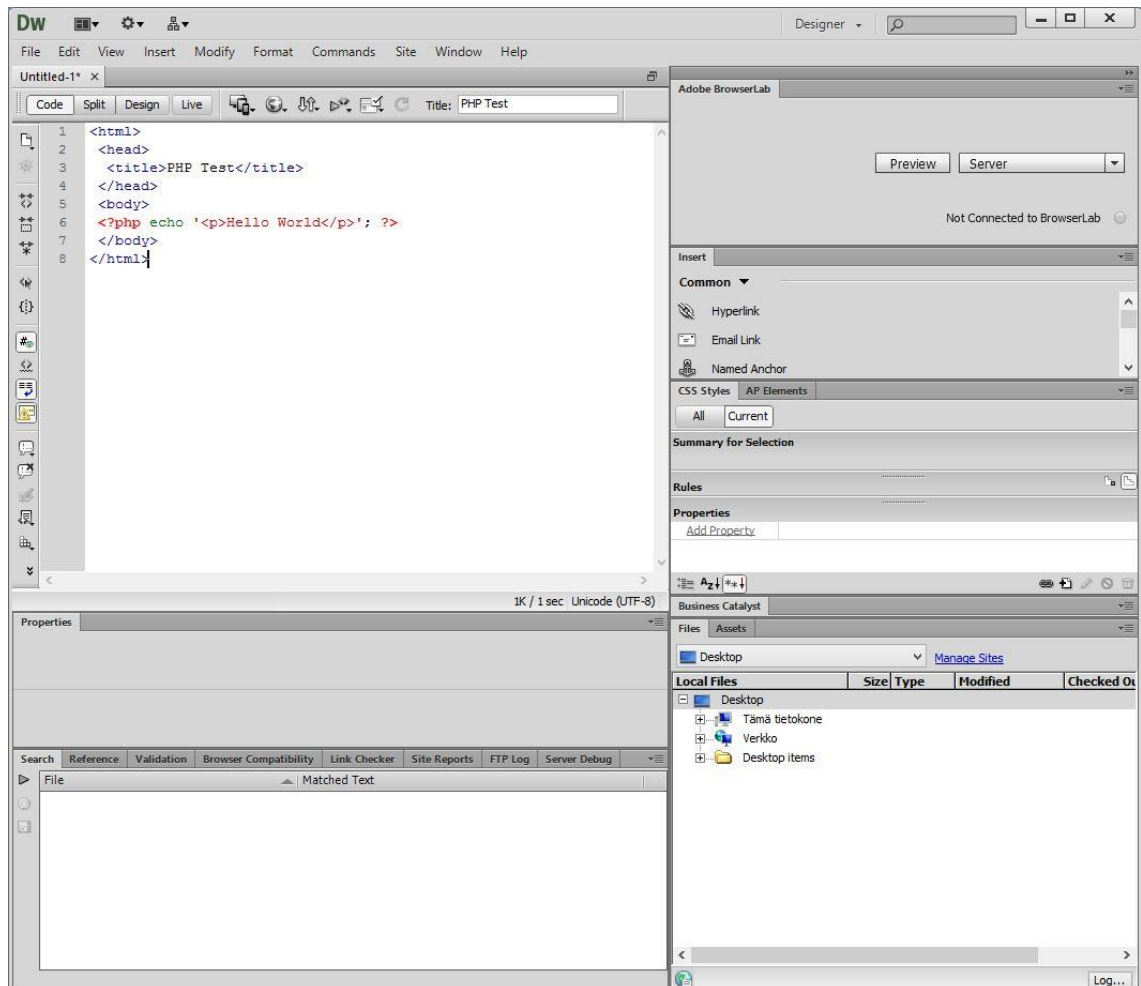 Dw
Designer
File Edit View Insert Modify Format Commands Site Window Help
Untitled-1* ×
Code Split Design Live Title: PHP Test
1 <html>
2 <head>
3 <title>PHP Test</title>
4 </head>
5 <body>
6 <?php echo '<p>Hello World</p>'; ?>
7 </body>
8 </html>
1K / 1 sec Unicode (UTF-8)
Properties
Search Reference Validation Browser Compatibility Link Checker Site Reports FTP Log Server Debug
File Matched Text
Adobe BrowserLab
Preview Server
Not Connected to BrowserLab
Insert
Common
Hyperlink
Email Link
Named Anchor
CSS Styles AP Elements
All Current
Summary for Selection
Rules
Properties
Add Property
Business Catalyst
Files Assets
Desktop Manage Sites
Local Files Size Type Modified Checked Ou
Desktop
Tämä tietokone
Verkko
Desktop items
Log...